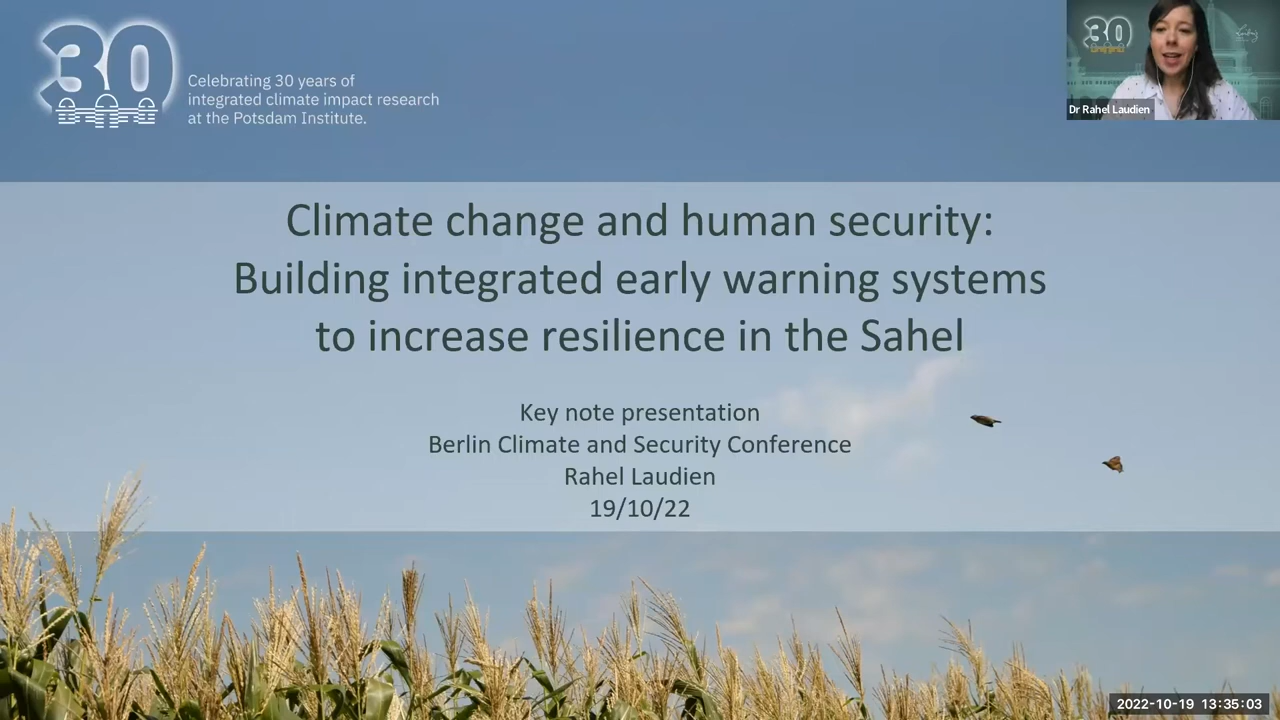 30
Celebrating 30 years of
integrated climate impact research
at the Potsdam Institute.
30
Dr Rahel Laudien
Climate change and human security:
Building integrated early warning systems
to increase resilience in the Sahel
Key note presentation
Berlin Climate and Security Conference
Rahel Laudien
19/10/22
2022-10-19 13:35:03